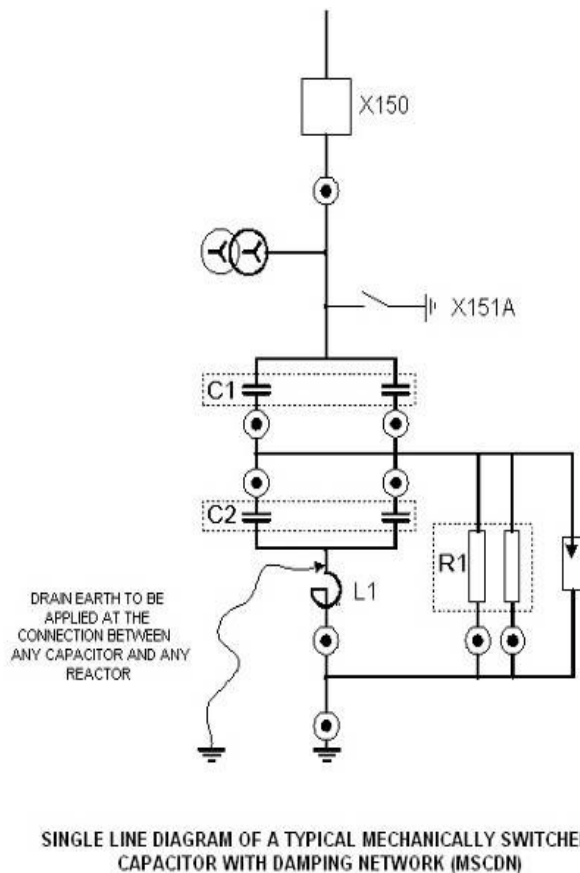 X150
X151A
C1
C2
R1
L1
DRAIN EARTH TO BE
APPLIED AT THE
CONNECTION BETWEEN
ANY CAPACITOR AND ANY
REACTOR
SINGLE LINE DIAGRAM OF A TYPICAL MECHANICALLY SWITCHE
CAPACITOR WITH DAMPING NETWORK (MSCDN)